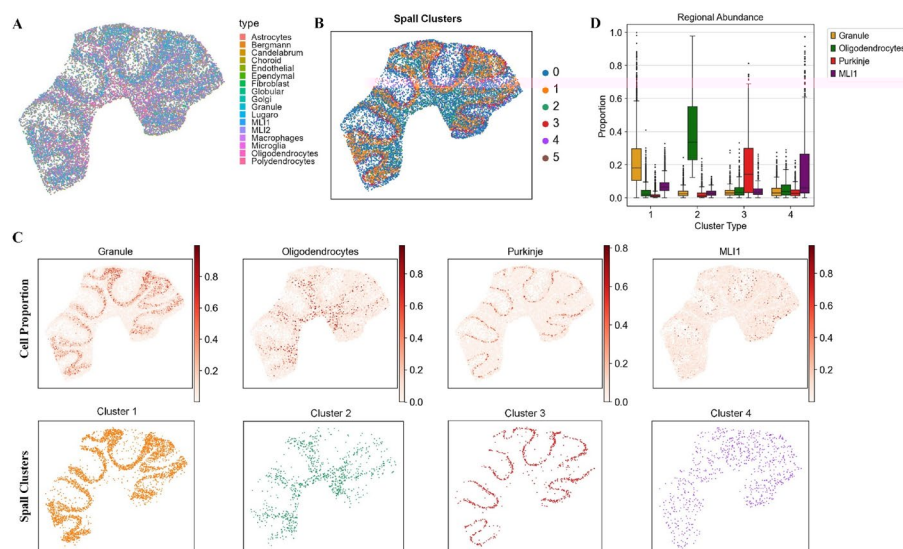 A
type
Astrocytes
Bergmann
Candelabrum
Choroid
Endothelial
Ependymal
Fibroblast
Globular
Golgi
Granule
Lugaro
MLI1
MLI2
Macrophages
Microglia
Oligodendrocytes
Polydendrocytes
B
Spall Clusters
0
1
2
3
4
5
D
Regional Abundance
Proportion
1.0
0.8
0.6
0.4
0.2
0.0
1 2 3 4
Cluster Type
Granule
Oligodendrocytes
Purkinje
MLI1
C
Cell Proportion
Granule
0.8
0.6
0.4
0.2
Oligodendrocytes
0.8
0.6
0.4
0.2
0.0
Purkinje
0.8
0.6
0.4
0.2
0.0
MLI1
0.8
0.6
0.4
0.2
Spall Clusters
Cluster 1
Cluster 2
Cluster 3
Cluster 4